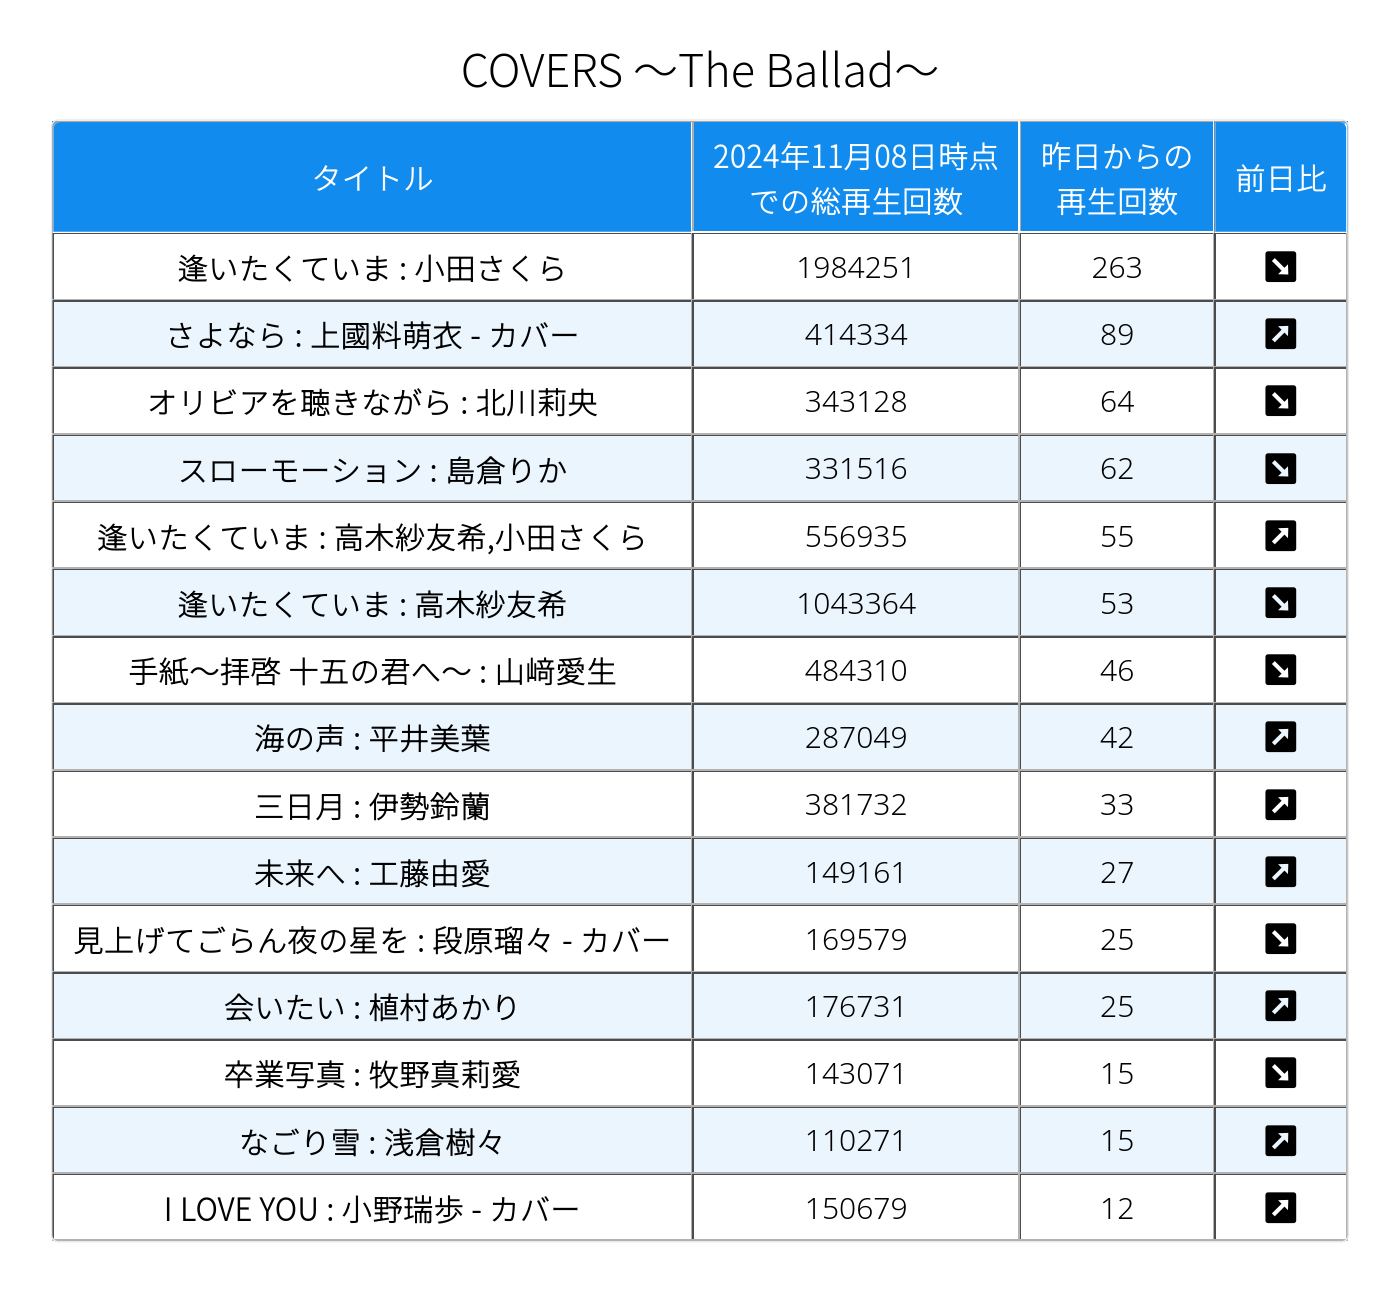 COVERS ～The Ballad～
タイトル 2024年11月08日時点での総再生回数 昨日からの再生回数 前日比
逢いたくていま : 小田さくら 1984251 263 ↘
さよなら : 上國料萌衣 - カバー 414334 89 ↗
オリビアを聴きながら : 北川莉央 343128 64 ↘
スローモーション : 島倉りか 331516 62 ↘
逢いたくていま : 高木紗友希,小田さくら 556935 55 ↗
逢いたくていま : 高木紗友希 1043364 53 ↘
手紙～拝啓 十五の君へ～ : 山﨑愛生 484310 46 ↘
海の声 : 平井美葉 287049 42 ↗
三日月 : 伊勢鈴蘭 381732 33 ↗
未来へ : 工藤由愛 149161 27 ↗
見上げてごらん夜の星を : 段原瑠々 - カバー 169579 25 ↘
会いたい : 植村あかり 176731 25 ↗
卒業写真 : 牧野真莉愛 143071 15 ↘
なごり雪 : 浅倉樹々 110271 15 ↗
I LOVE YOU : 小野瑞歩 - カバー 150679 12 ↗